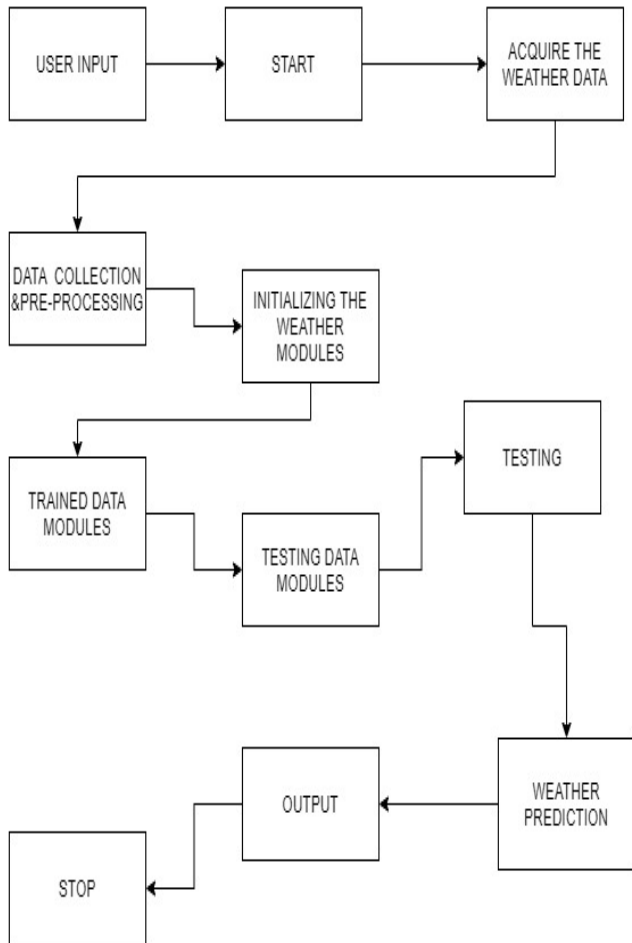 USER INPUT
START
ACQUIRE THE
WEATHER DATA
DATA COLLECTION
&PRE-PROCESSING
INITIALIZING THE
WEATHER
MODULES
TRAINED DATA
MODULES
TESTING DATA
MODULES
TESTING
WEATHER
PREDICTION
OUTPUT
STOP